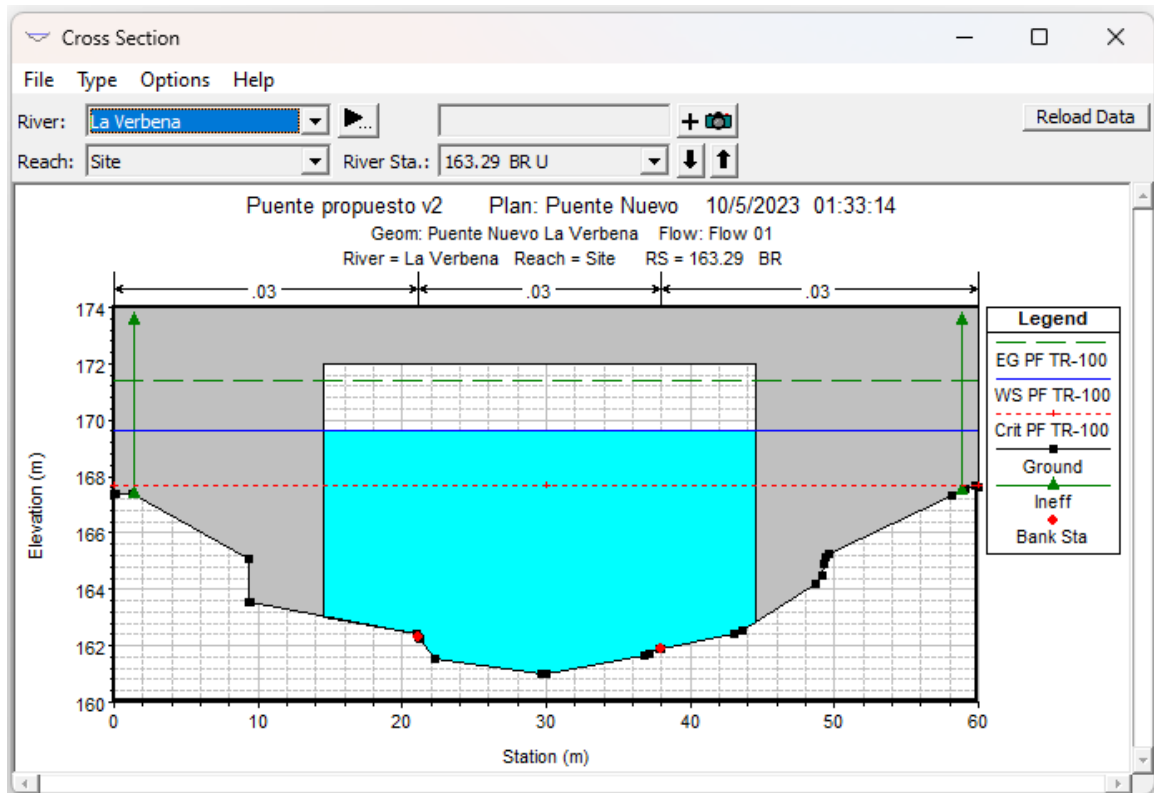 Cross Section
File Type Options Help
River: La Verbena ... + Reload Data
Reach: Site River Sta.: 163.29 BR U
Puente propuesto v2 Plan: Puente Nuevo 10/5/2023 01:33:14
Geom: Puente Nuevo La Verbena Flow: Flow 01
River = La Verbena Reach = Site RS = 163.29 BR
.03 .03 .03
174
172
170
168
166
164
162
160
Elevation (m)
0 10 20 30 40 50 60
Station (m)
Legend
EG PF TR-100
WS PF TR-100
Crit PF TR-100
Ground
Ineff
Bank Sta